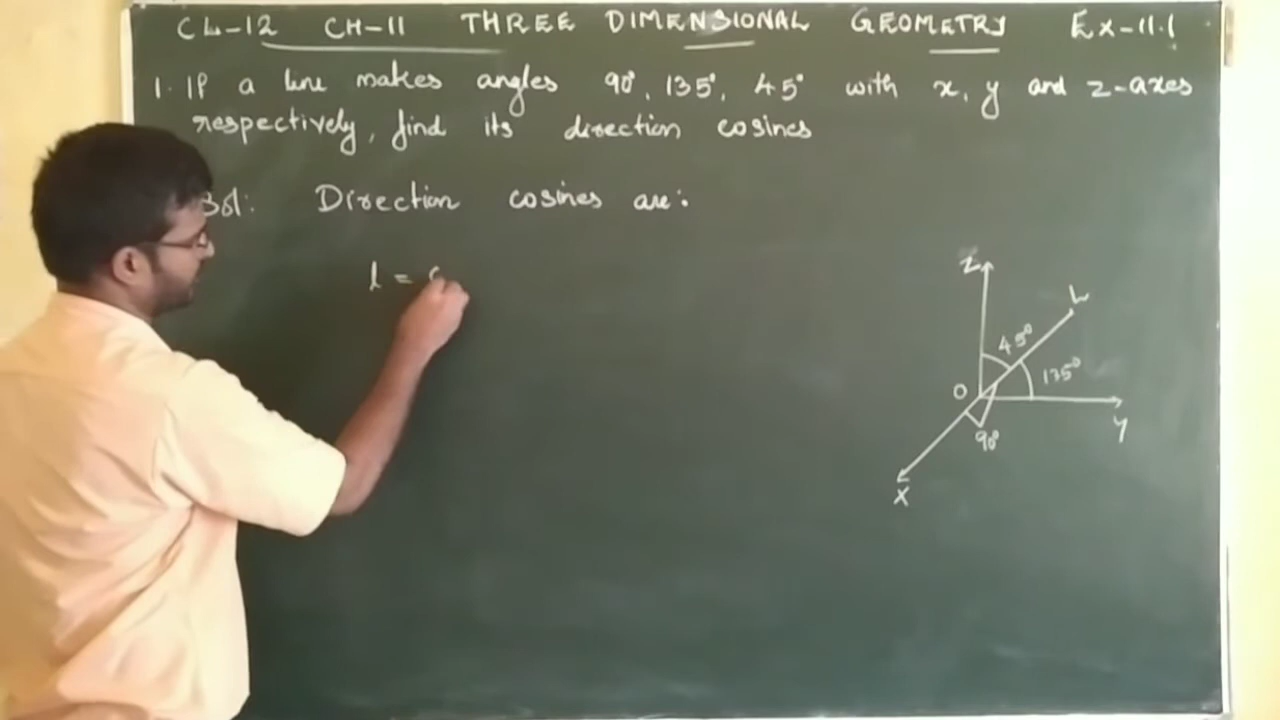 CL-12 CH-11 THREE DIMENSIONAL GEOMETRY Ex-11.1
1. If a line makes angles 90°, 135°, 45° with x, y and z-axes
respectively, find its direction cosines
Sol: Direction cosines are:
l = c
Z
L
45°
135°
O
90°
Y
X